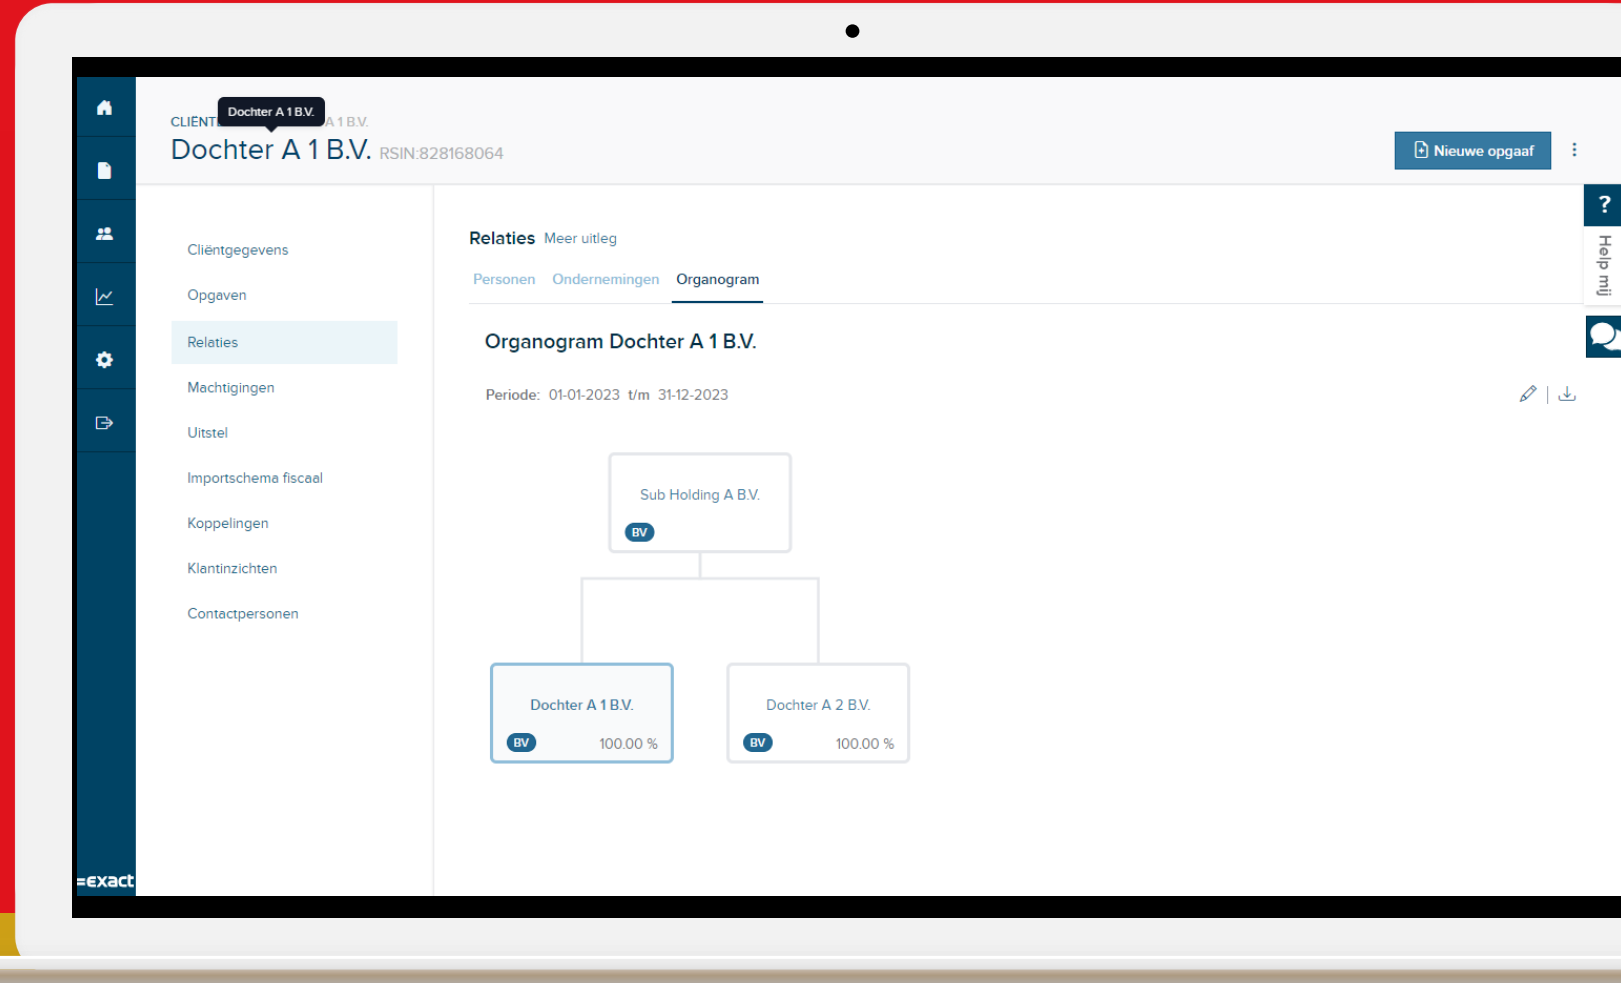 Dochter A 1 B.V.
CLIËNT A 1 B.V.
Dochter A 1 B.V. RSIN:828168064
Nieuwe opgaaf
?
Help mij
Cliëntgegevens
Opgaven
Relaties
Machtigingen
Uitstel
Importschema fiscaal
Koppelingen
Klantinzichten
Contactpersonen
Relaties Meer uitleg
Personen Ondernemingen Organogram
Organogram Dochter A 1 B.V.
Periode: 01-01-2023 t/m 31-12-2023
Sub Holding A B.V.
BV
Dochter A 1 B.V.
BV 100.00 %
Dochter A 2 B.V.
BV 100.00 %
=exact